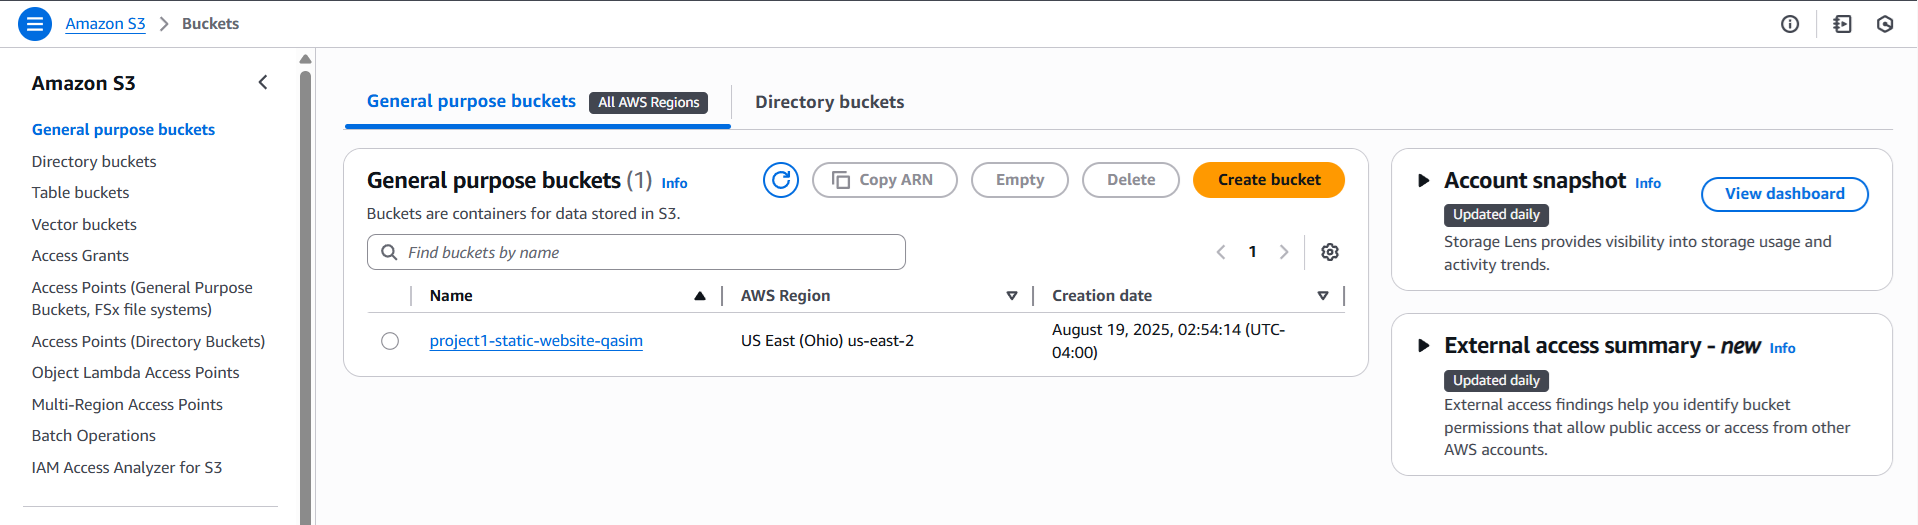 Amazon S3 > Buckets
Amazon S3
General purpose buckets
Directory buckets
Table buckets
Vector buckets
Access Grants
Access Points (General Purpose
Buckets, FSx file systems)
Access Points (Directory Buckets)
Object Lambda Access Points
Multi-Region Access Points
Batch Operations
IAM Access Analyzer for S3
General purpose buckets All AWS Regions Directory buckets
General purpose buckets (1) Info Copy ARN Empty Delete Create bucket
Buckets are containers for data stored in S3.
Find buckets by name 1
Name AWS Region Creation date
project1-static-website-qasim US East (Ohio) us-east-2 August 19, 2025, 02:54:14 (UTC-
04:00)
Account snapshot Info View dashboard
Updated daily
Storage Lens provides visibility into storage usage and
activity trends.
External access summary - new Info
Updated daily
External access findings help you identify bucket
permissions that allow public access or access from other
AWS accounts.